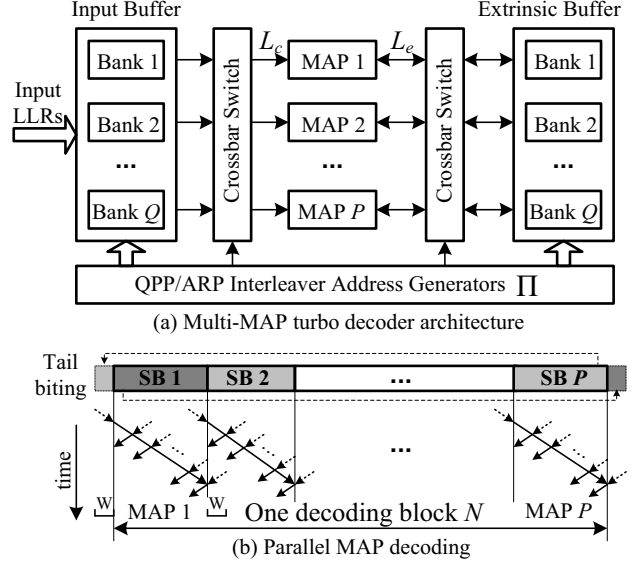 Input Buffer
Extrinsic Buffer
Input
LLRs
Bank 1
Bank 2
...
Bank Q
Crossbar Switch
L_c
MAP 1
MAP 2
...
MAP P
L_e
Crossbar Switch
Bank 1
Bank 2
...
Bank Q
QPP/ARP Interleaver Address Generators Π
(a) Multi-MAP turbo decoder architecture
Tail
biting
SB 1
SB 2
...
SB P
time
...
W
MAP 1
W
One decoding block N
MAP P
(b) Parallel MAP decoding